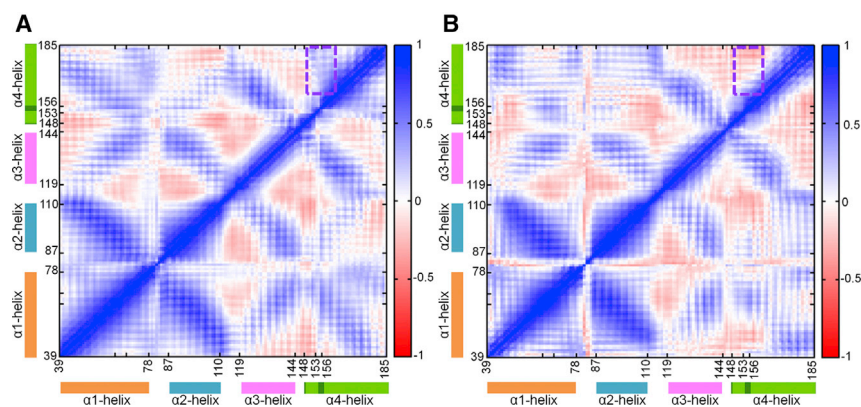 A
B
185
156
153
148
144
119
110
87
78
39
α4-helix
α3-helix
α2-helix
α1-helix
1
0.5
0
-0.5
-1
39
78
87
110
119
144
148
153
156
185
α1-helix
α2-helix
α3-helix
α4-helix
185
156
153
148
144
119
110
87
78
39
α4-helix
α3-helix
α2-helix
α1-helix
1
0.5
0
-0.5
-1
39
78
87
110
119
144
148
153
156
185
α1-helix
α2-helix
α3-helix
α4-helix